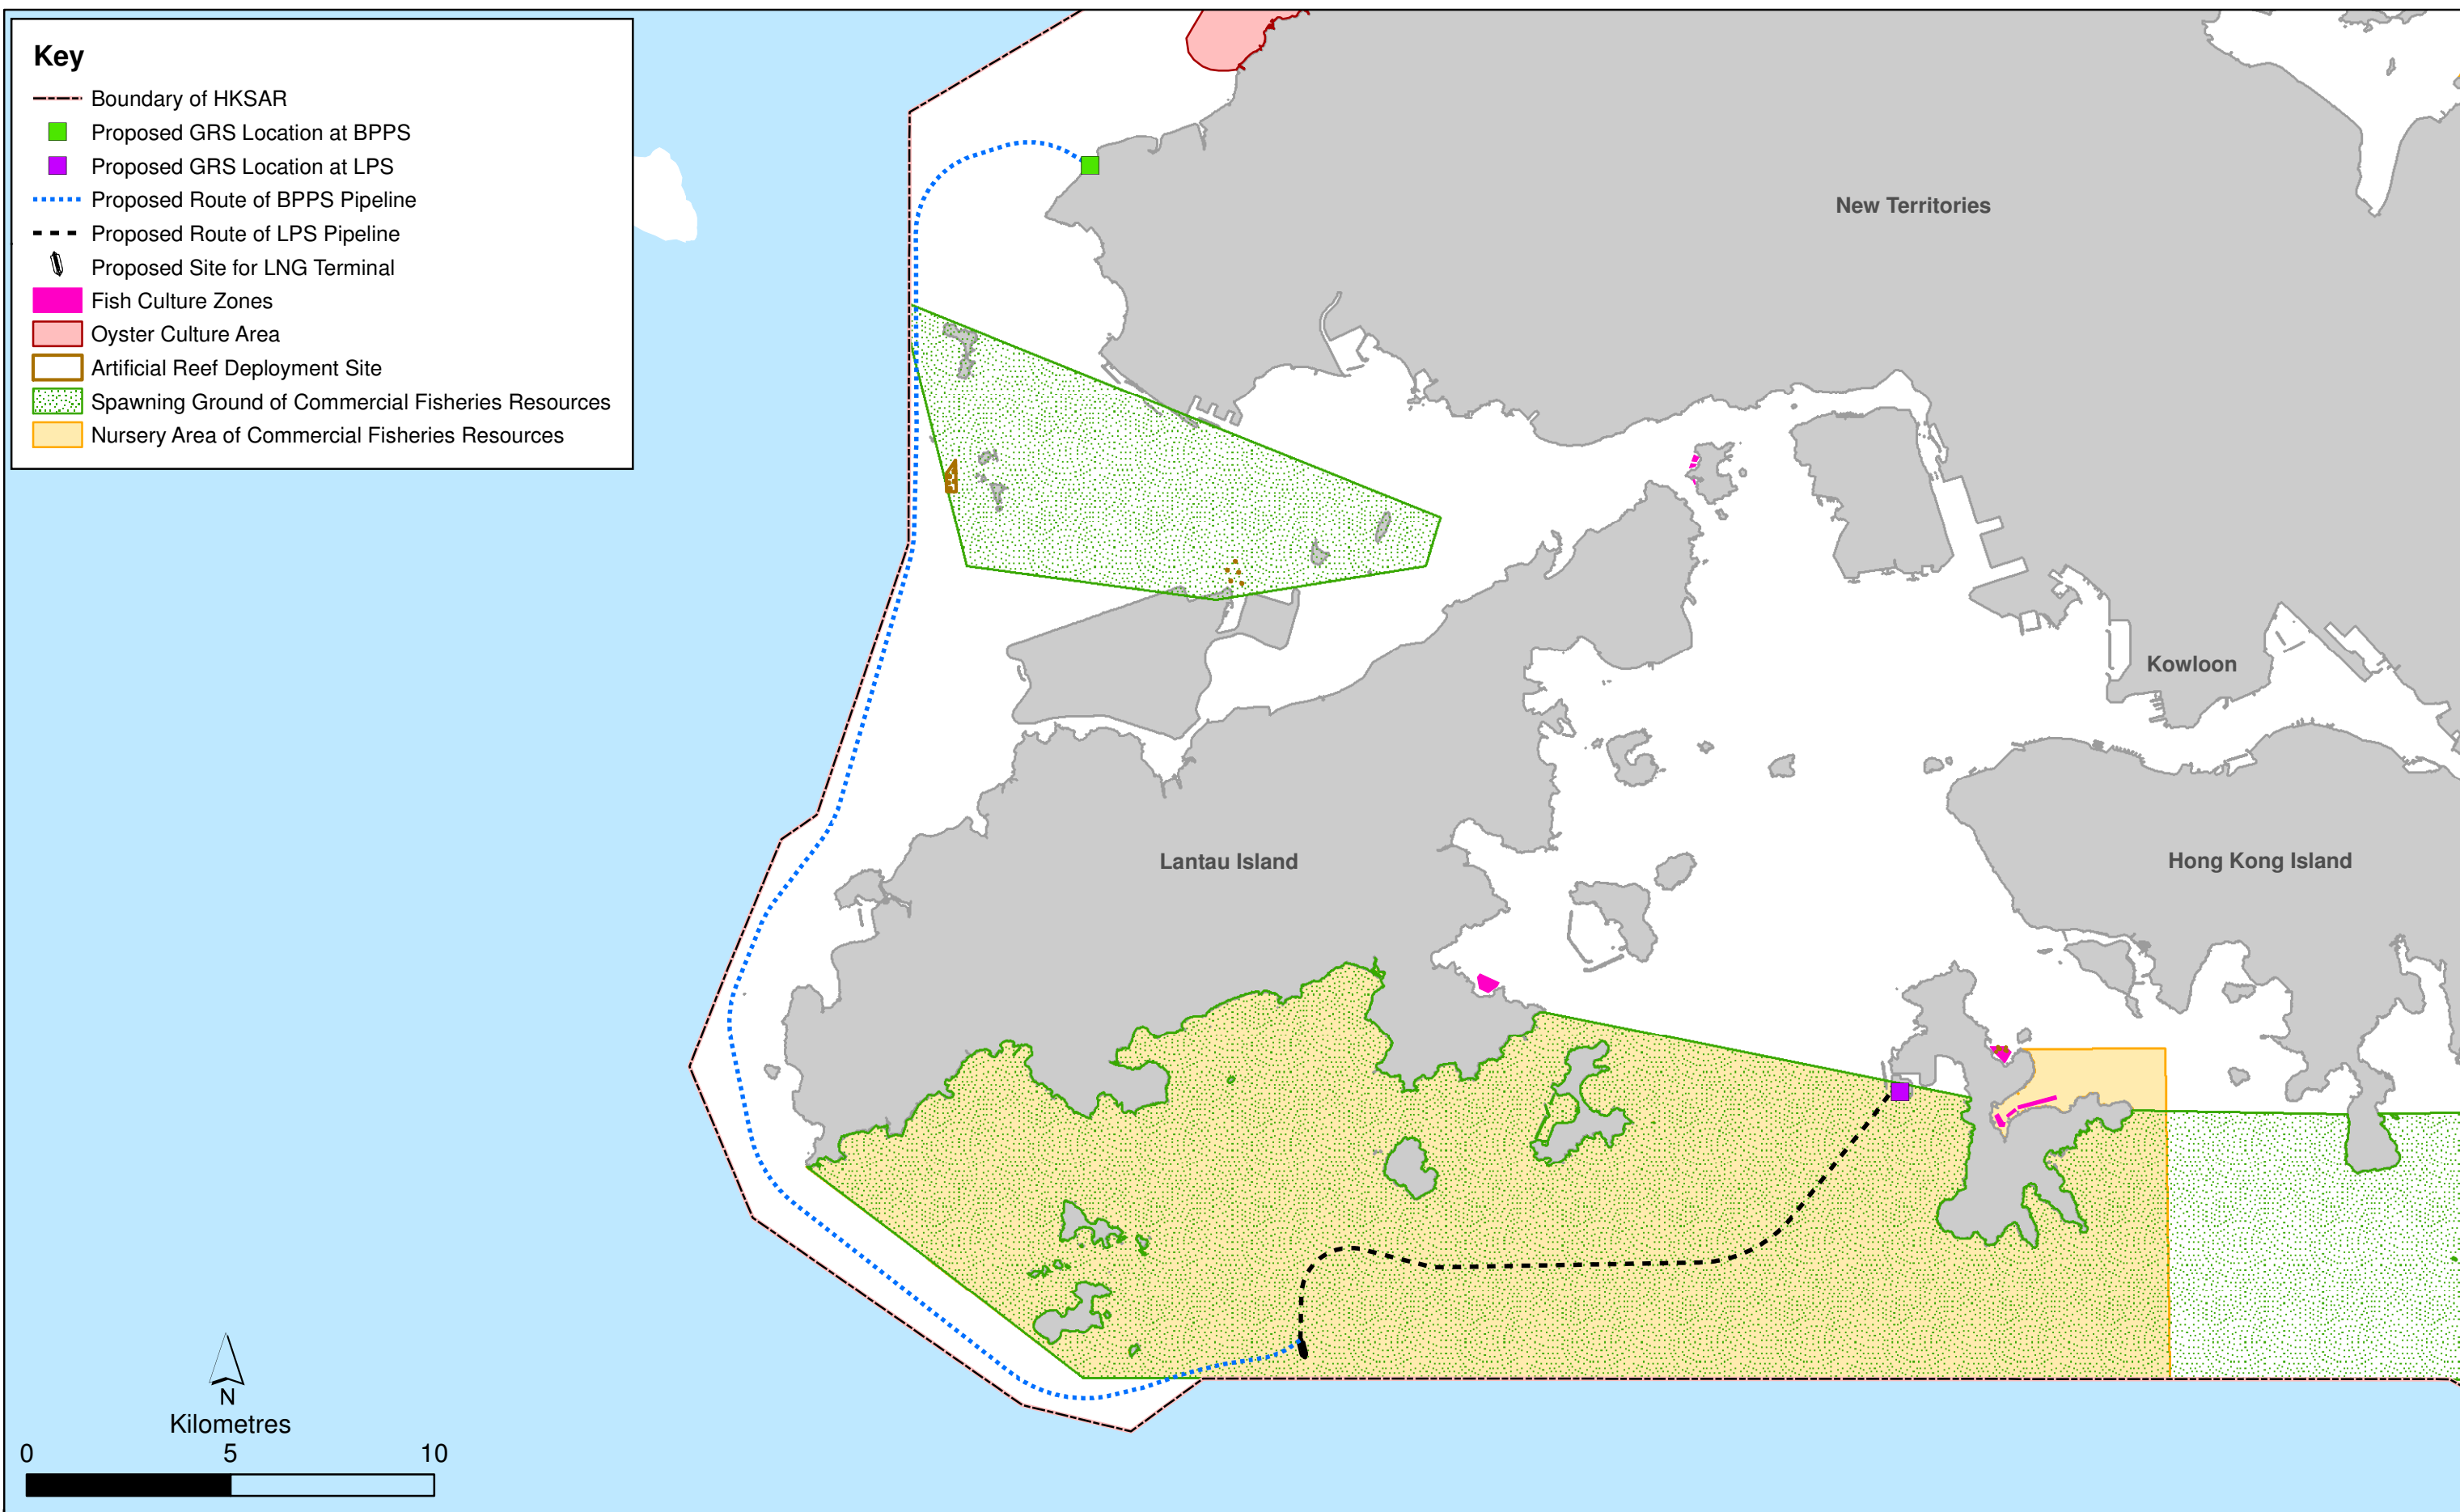 Key
Boundary of HKSAR
Proposed GRS Location at BPPS
Proposed GRS Location at LPS
Proposed Route of BPPS Pipeline
Proposed Route of LPS Pipeline
Proposed Site for LNG Terminal
Fish Culture Zones
Oyster Culture Area
Artificial Reef Deployment Site
Spawning Ground of Commercial Fisheries Resources
Nursery Area of Commercial Fisheries Resources
New Territories
Kowloon
Lantau Island
Hong Kong Island
N
Kilometres
0 5 10